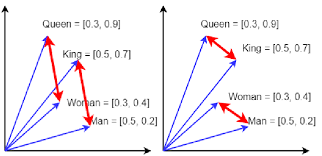 Queen = [0.3, 0.9]
King = [0.5, 0.7]
Woman = [0.3, 0.4]
Man = [0.5, 0.2]
Queen = [0.3, 0.9]
King = [0.5, 0.7]
Woman = [0.3, 0.4]
Man = [0.5, 0.2]